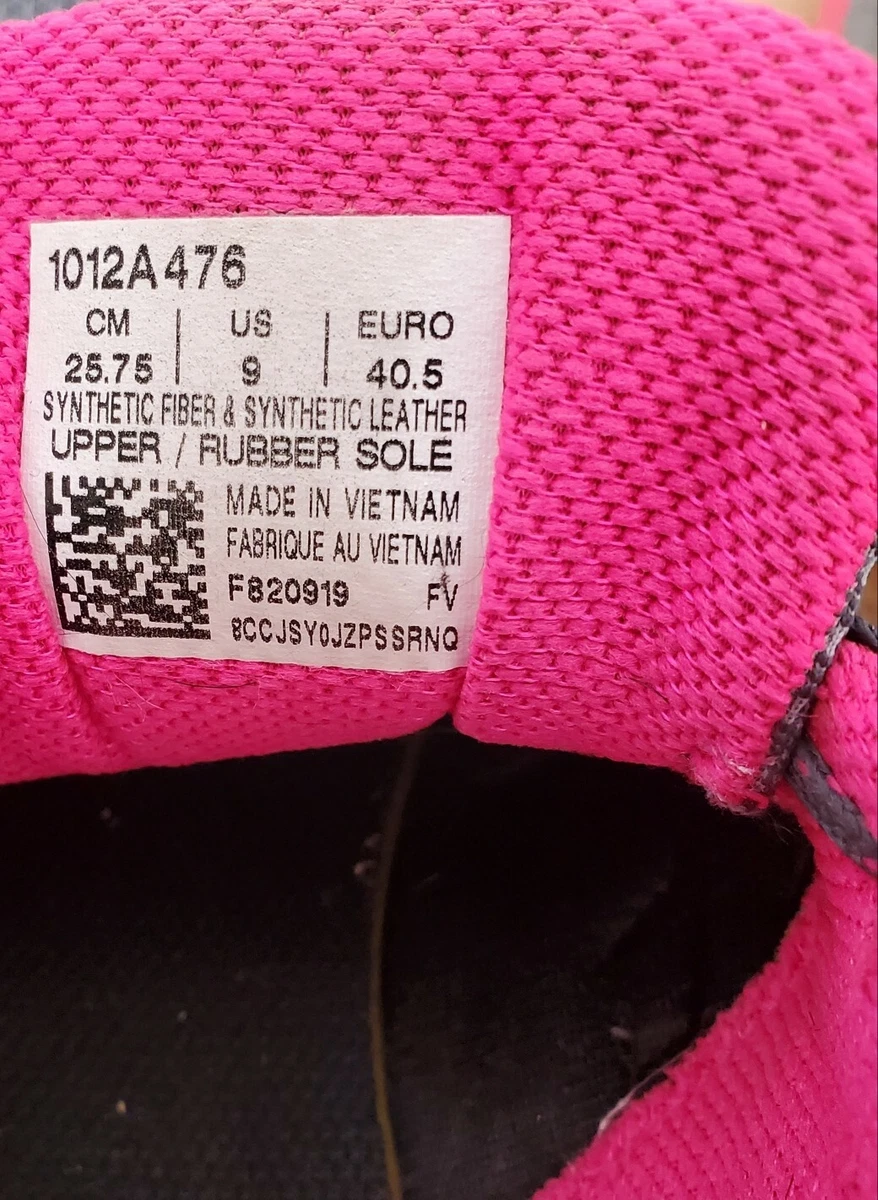 1012A476
CM | US | EURO
25.75 | 9 | 40.5
SYNTHETIC FIBER & SYNTHETIC LEATHER
UPPER / RUBBER SOLE
MADE IN VIETNAM
FABRIQUE AU VIETNAM
F820919 FV
8CCJSY0JZPSSRNQ